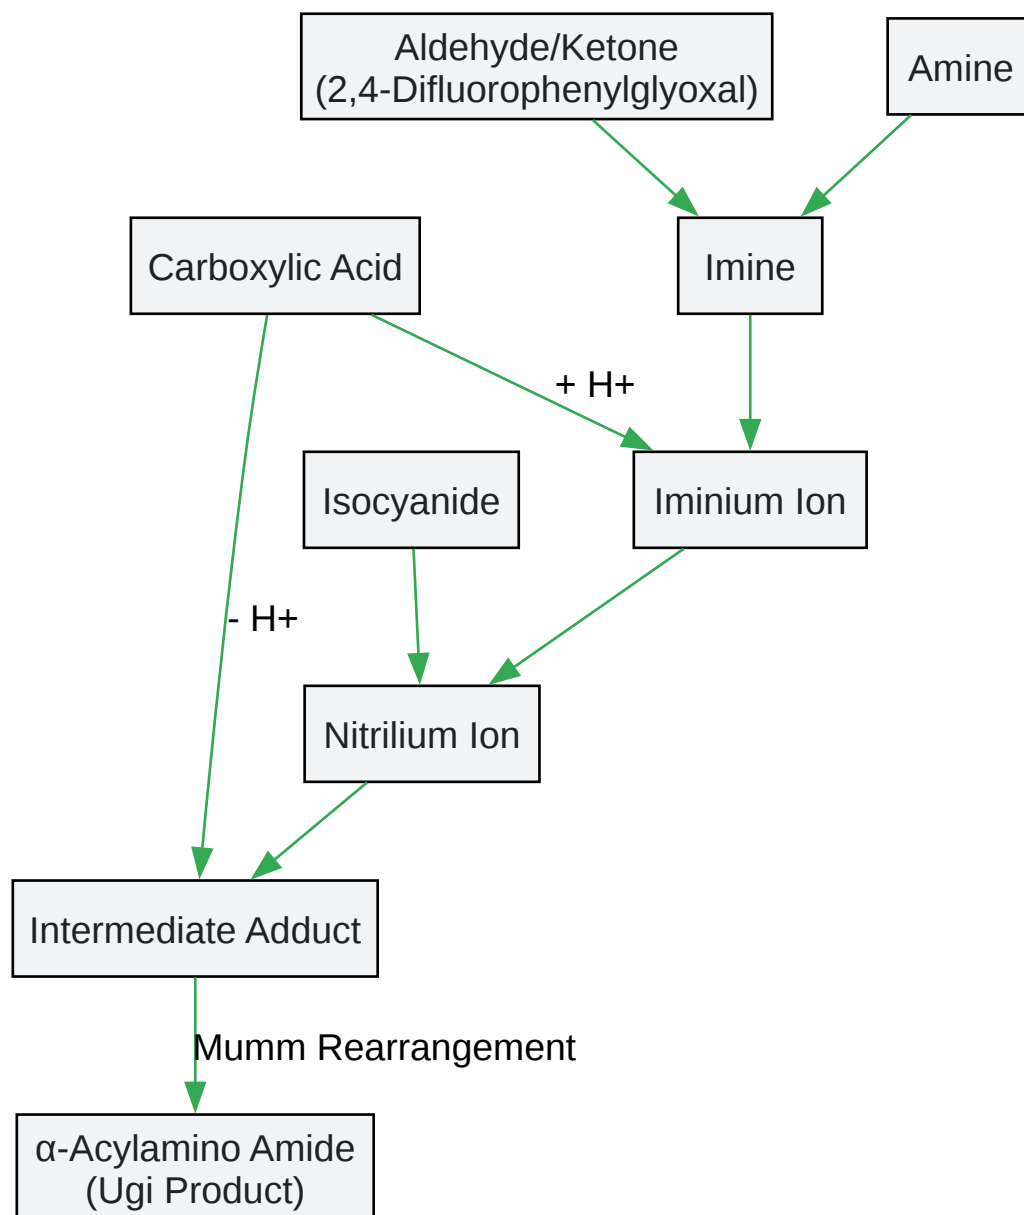 Aldehyde/Ketone
(2,4-Difluorophenylglyoxal)
Amine
Carboxylic Acid
Imine
+ H+
Isocyanide
Iminium Ion
- H+
Nitrilium Ion
Intermediate Adduct
Mumm Rearrangement
α-Acylamino Amide
(Ugi Product)